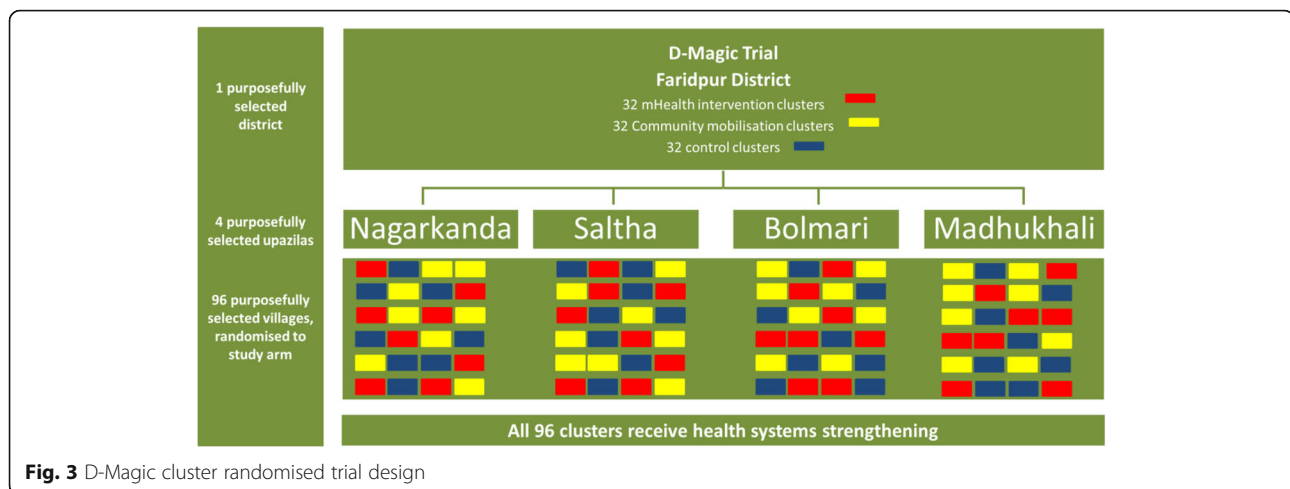 1 purposefully
selected
district
D-Magic Trial
Faridpur District
32 mHealth intervention clusters
32 Community mobilisation clusters
32 control clusters
4 purposefully
selected upazilas
Nagarkanda
Saltha
Bolmari
Madhukhali
96 purposefully
selected villages,
randomised to
study arm
All 96 clusters receive health systems strengthening
Fig. 3 D-Magic cluster randomised trial design